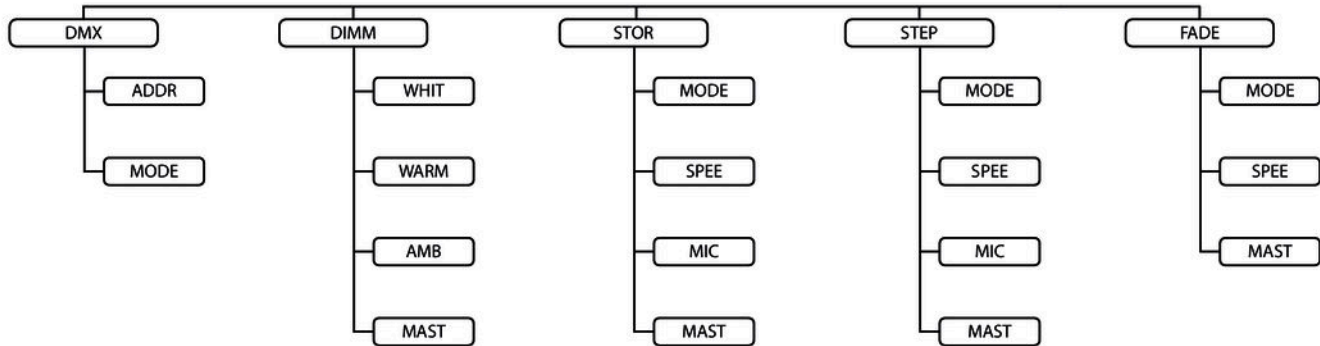 DMX DIMM STOR STEP FADE
ADDR WHIT MODE MODE MODE
MODE WARM SPEE SPEE SPEE
AMB MIC MIC MAST
MAST MAST MAST